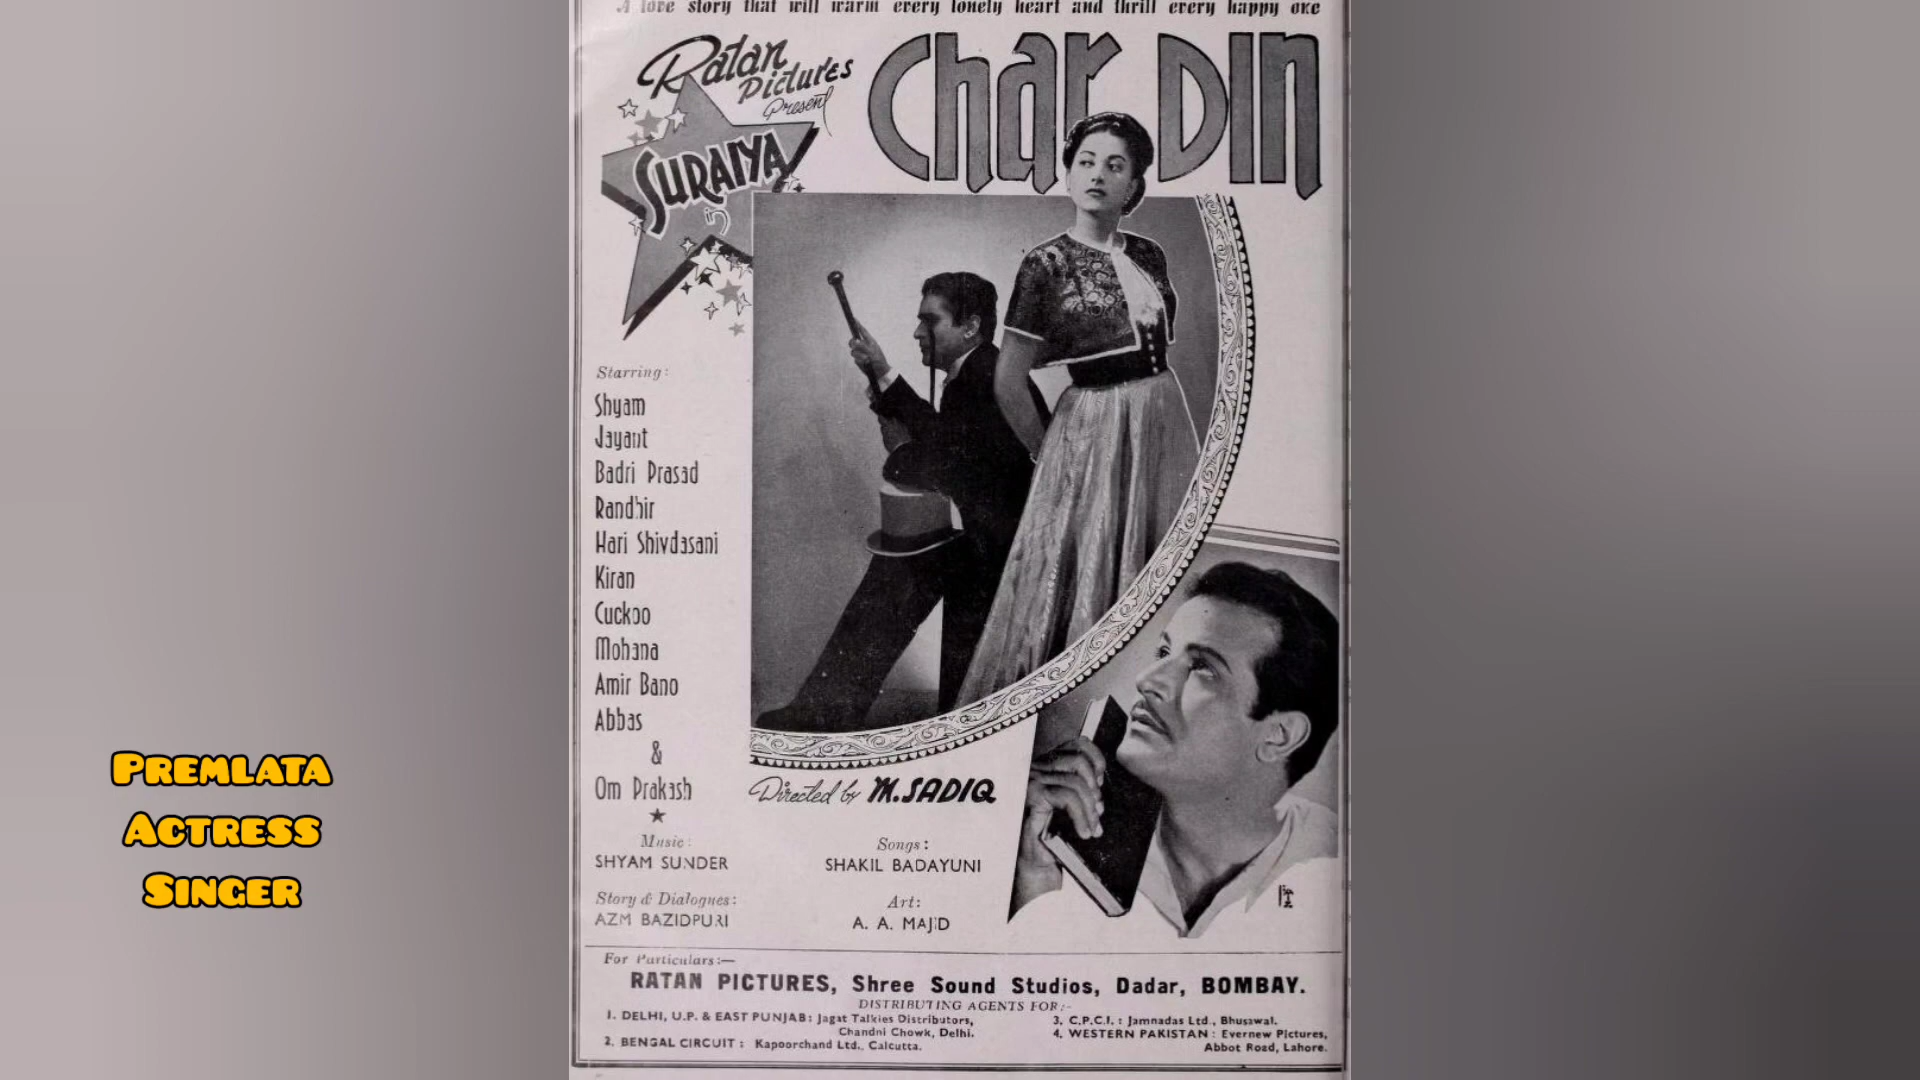 A love story that will warm every lonely heart and thrill every happy one
Ratan
Pictures
Present
SURAIYA
in
Char Din
Starring:
Shyam
Jayant
Badri Prasad
Randhir
Hari Shivdasani
Kiran
Cuckoo
Mohana
Amir Bano
Abbas
&
Om Prakash
Directed by M. SADIQ
Music:
SHYAM SUNDER
Songs:
SHAKIL BADAYUNI
Story & Dialogues:
AZM BAZIDPURI
Art:
A. A. MAJID
For Particulars:—
RATAN PICTURES, Shree Sound Studios, Dadar, BOMBAY.
DISTRIBUTING AGENTS FOR:-
1. DELHI, U.P. & EAST PUNJAB: Jagat Talkies Distributors,
Chandni Chowk, Delhi.
2. BENGAL CIRCUIT: Kapoorchand Ltd., Calcutta.
3. C.P.C.I.: Jamnadas Ltd., Bhusawal.
4. WESTERN PAKISTAN: Evernew Pictures,
Abbot Road, Lahore.
PREMLATA
ACTRESS
SINGER